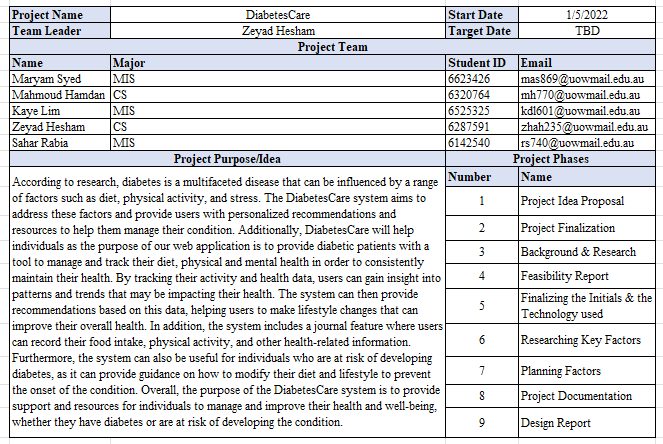 Project Name DiabetesCare Start Date 1/5/2022
Team Leader Zeyad Hesham Target Date TBD
Project Team
Name Major Student ID Email
Maryam Syed MIS 6623426 mas869@uowmail.edu.au
Mahmoud Hamdan CS 6320764 mh770@uowmail.edu.au
Kaye Lim MIS 6525325 kdl601@uowmail.edu.au
Zeyad Hesham CS 6287591 zhah235@uowmail.edu.au
Sahar Rabia MIS 6142540 rs740@uowmail.edu.au
Project Purpose/Idea
According to research, diabetes is a multifaceted disease that can be influenced by a range
of factors such as diet, physical activity, and stress. The DiabetesCare system aims to
address these factors and provide users with personalized recommendations and
resources to help them manage their condition. Additionally, DiabetesCare will help
individuals as the purpose of our web application is to provide diabetic patients with a
tool to manage and track their diet, physical and mental health in order to consistently
maintain their health. By tracking their activity and health data, users can gain insight into
patterns and trends that may be impacting their health. The system can then provide
recommendations based on this data, helping users to make lifestyle changes that can
improve their overall health. In addition, the system includes a journal feature where users
can record their food intake, physical activity, and other health-related information.
Furthermore, the system can also be useful for individuals who are at risk of developing
diabetes, as it can provide guidance on how to modify their diet and lifestyle to prevent
the onset of the condition. Overall, the purpose of the DiabetesCare system is to provide
support and resources for individuals to manage and improve their health and well-being,
whether they have diabetes or are at risk of developing the condition.
Project Phases
Number Name
1 Project Idea Proposal
2 Project Finalization
3 Background & Research
4 Feasibility Report
5 Finalizing the Initials & the
Technology used
6 Researching Key Factors
7 Planning Factors
8 Project Documentation
9 Design Report